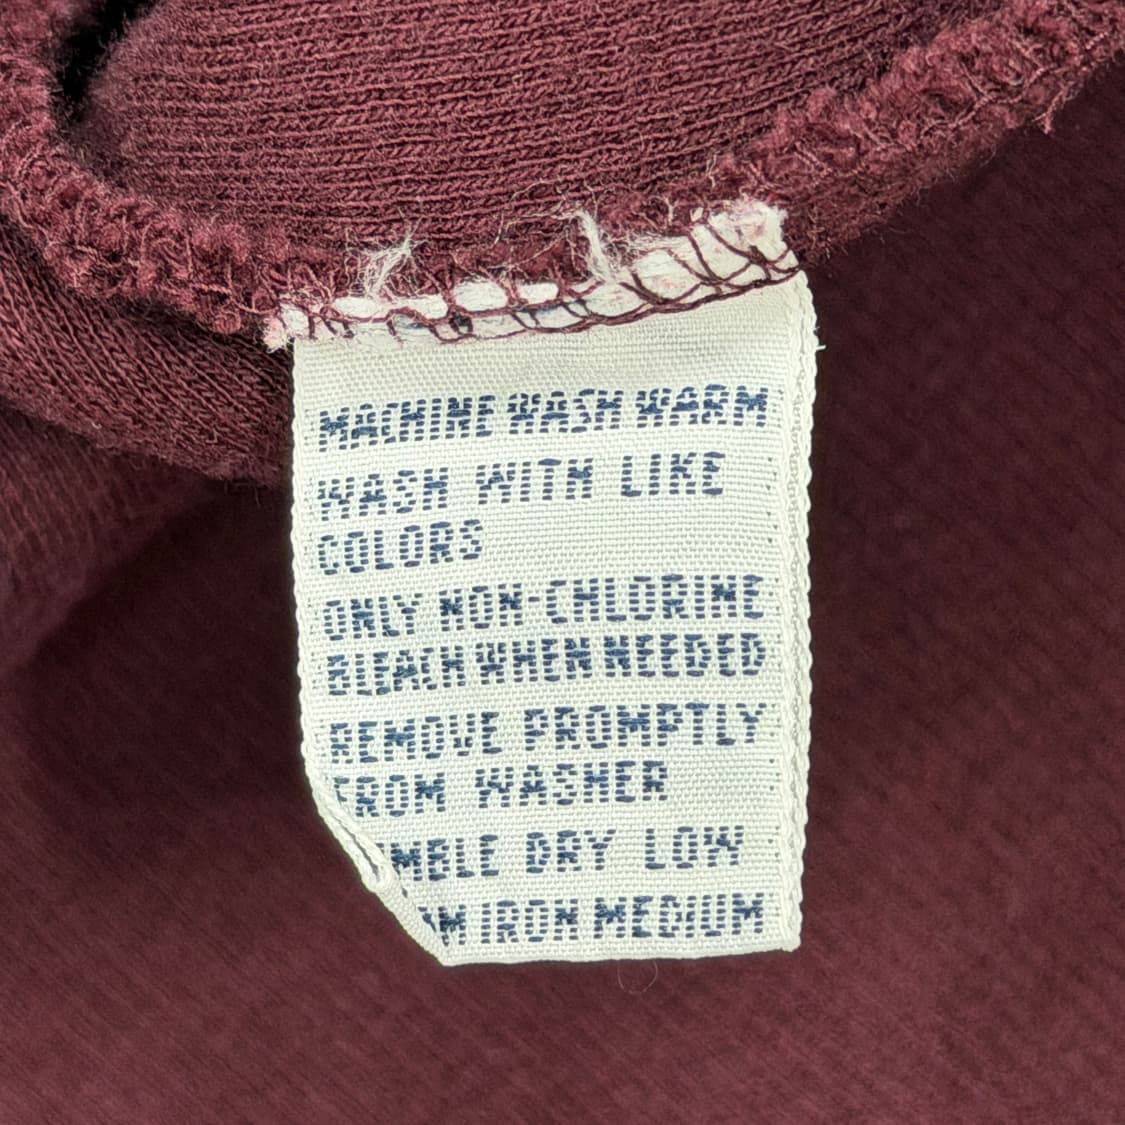 MACHINE WASH WARM
WASH WITH LIKE
COLORS
ONLY NON-CHLORINE
BLEACH WHEN NEEDED
REMOVE PROMPTLY
FROM WASHER
MBLE DRY LOW
IRON MEDIUM